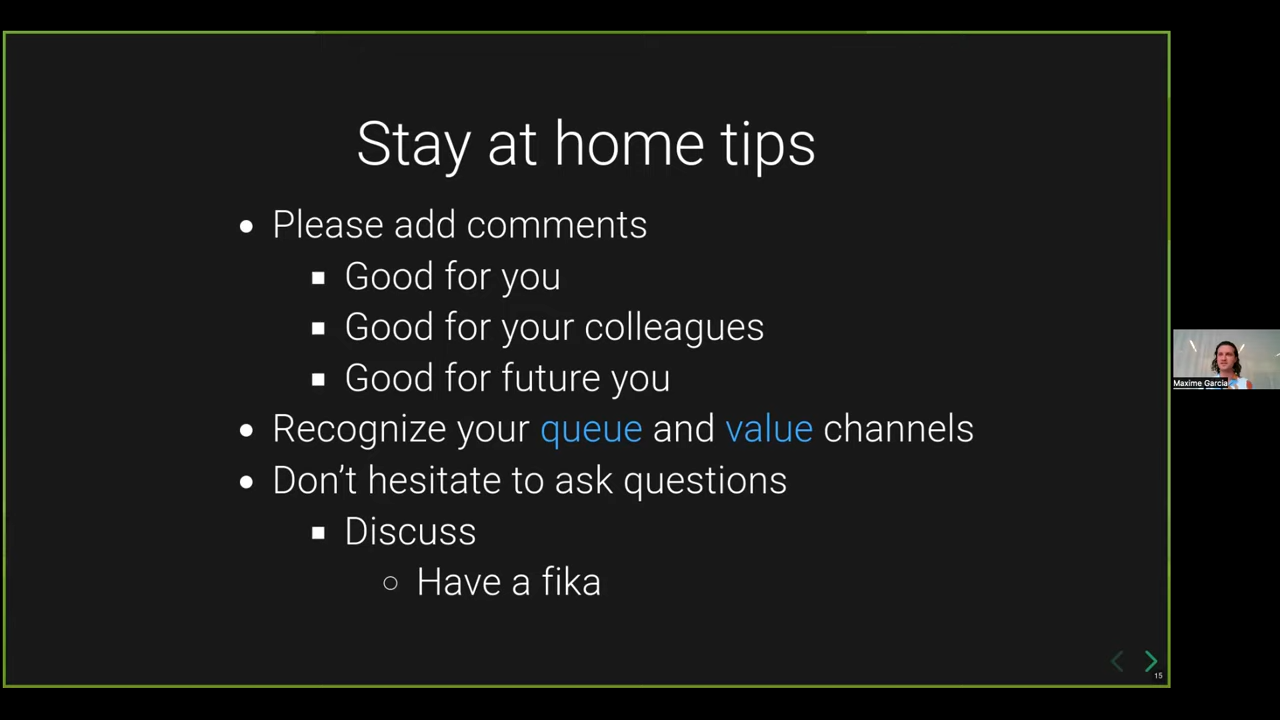 Stay at home tips
Please add comments
Good for you
Good for your colleagues
Good for future you
Recognize your queue and value channels
Don't hesitate to ask questions
Discuss
Have a fika
Maxime Garcia
15